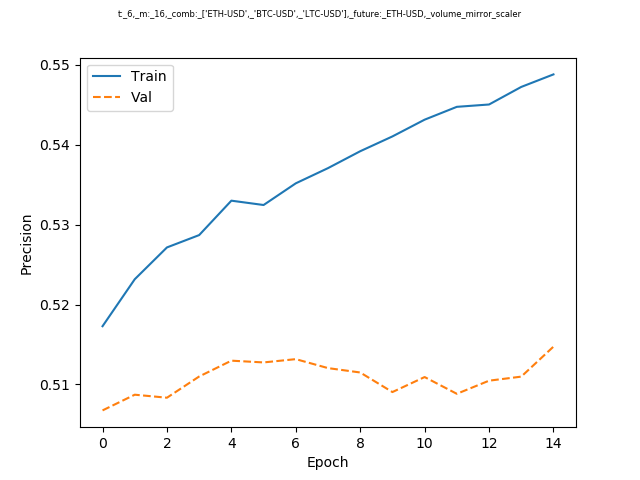 t:_6,_m:_16,_comb:_['ETH-USD',_'BTC-USD',_'LTC-USD'],_future:_ETH-USD,_volume_mirror_scaler
Train
Val
0.55
0.54
0.53
0.52
0.51
Precision
0 2 4 6 8 10 12 14
Epoch